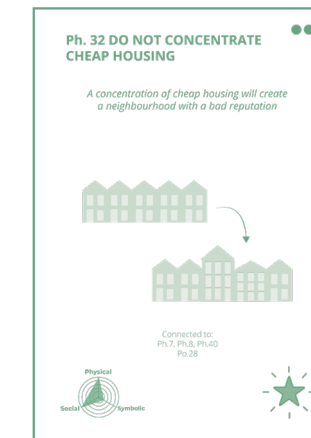 Ph. 32 DO NOT CONCENTRATE
CHEAP HOUSING
A concentration of cheap housing will create
a neighbourhood with a bad reputation
Connected to:
Ph.7, Ph.8, Ph.40
Po.28
Physical
Social
Symbolic